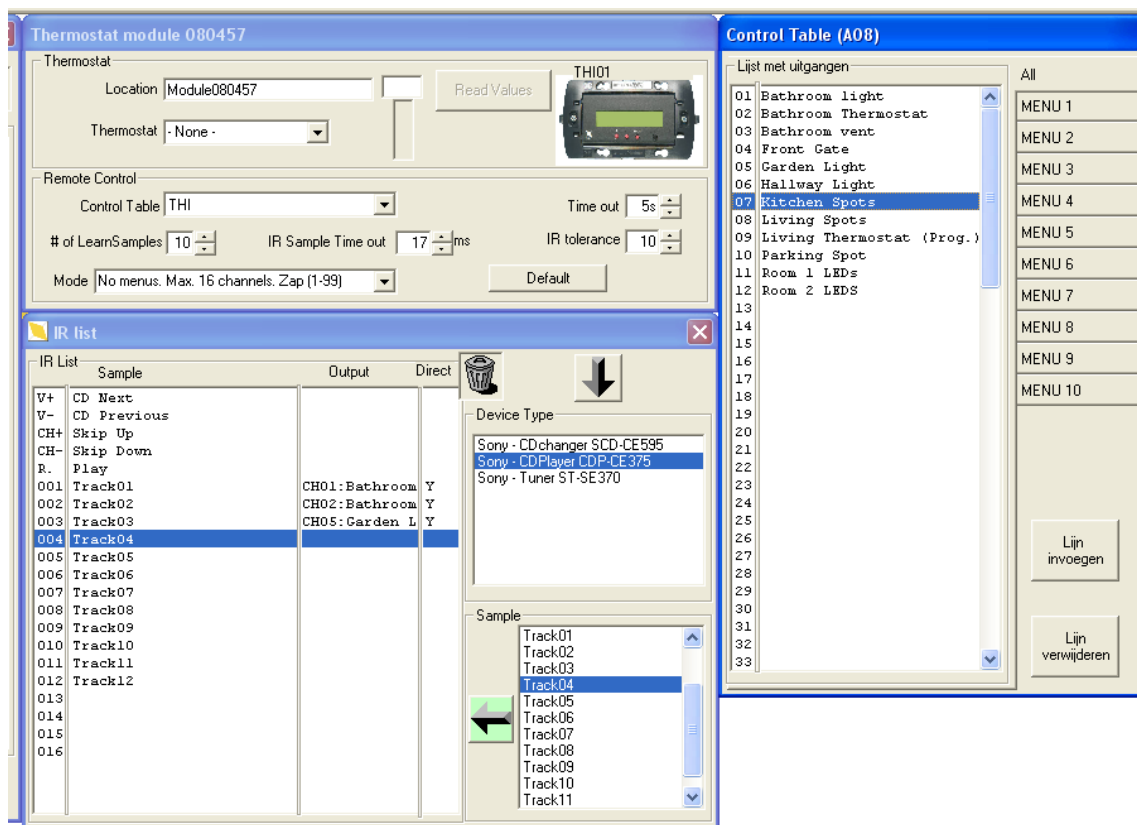 Thermostat module 080457
Thermostat
Location Module080457
Read Values
THI01
Thermostat - None -
Remote Control
Control Table THI
Time out 5s
# of LearnSamples 10
IR Sample Time out 17 ms
IR tolerance 10
Mode No menus. Max. 16 channels. Zap (1-99)
Default
IR list
IR List
Sample Output Direct
V+ CD Next
V- CD Previous
CH+ Skip Up
CH- Skip Down
R. Play
001 Track01 CH01:Bathroom Y
002 Track02 CH02:Bathroom Y
003 Track03 CH05:Garden L Y
004 Track04
005 Track05
006 Track06
007 Track07
008 Track08
009 Track09
010 Track10
011 Track11
012 Track12
013
014
015
016
Device Type
Sony - CDchanger SCD-CE595
Sony - CDPlayer CDP-CE375
Sony - Tuner ST-SE370
Sample
Track01
Track02
Track03
Track04
Track05
Track06
Track07
Track08
Track09
Track10
Track11
Control Table (A08)
Lijst met uitgangen
01 Bathroom light
02 Bathroom Thermostat
03 Bathroom vent
04 Front Gate
05 Garden Light
06 Hallway Light
07 Kitchen Spots
08 Living Spots
09 Living Thermostat (Prog.)
10 Parking Spot
11 Room 1 LEDs
12 Room 2 LEDS
13
14
15
16
17
18
19
20
21
22
23
24
25
26
27
28
29
30
31
32
33
All
MENU 1
MENU 2
MENU 3
MENU 4
MENU 5
MENU 6
MENU 7
MENU 8
MENU 9
MENU 10
Lijn
invoegen
Lijn
verwijderen